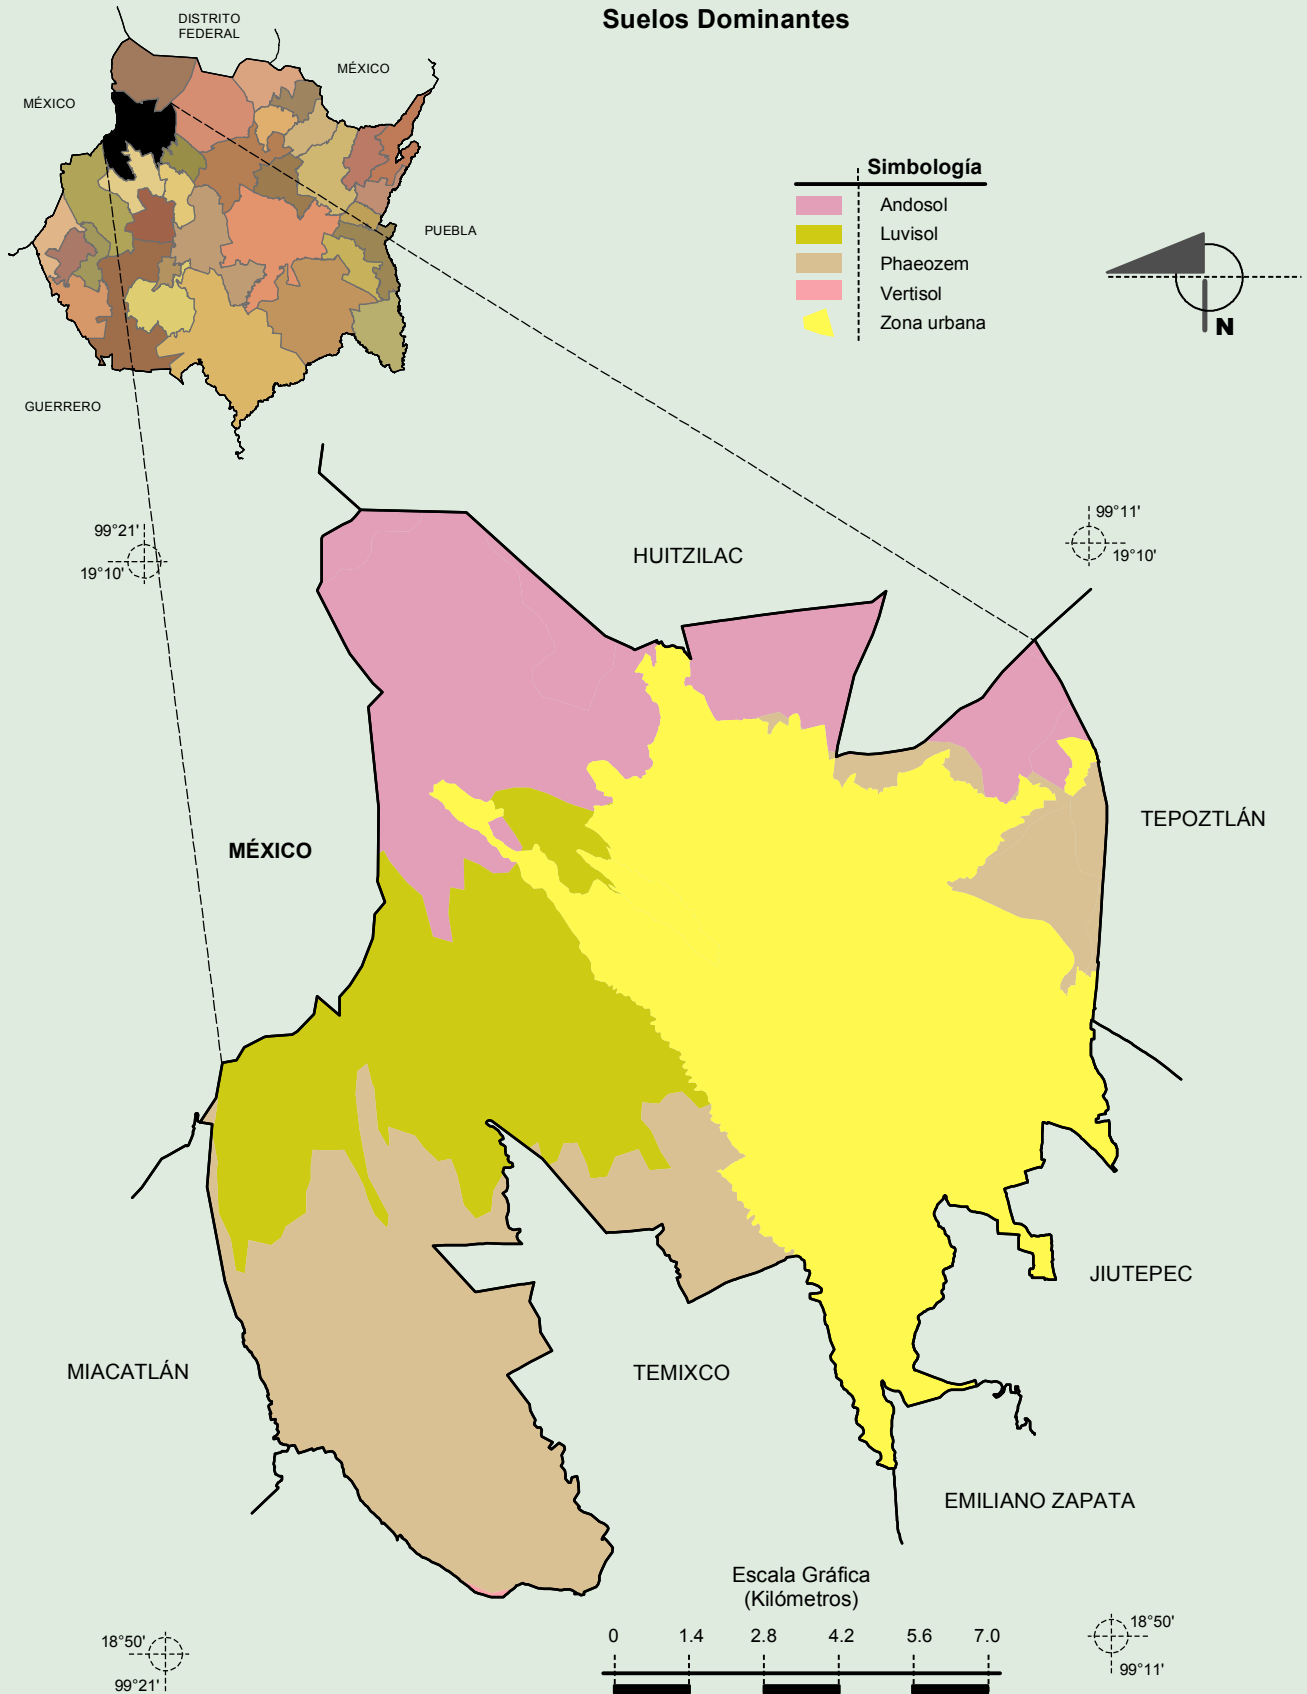 Suelos Dominantes
DISTRITO
FEDERAL
MÉXICO
MÉXICO
PUEBLA
GUERRERO
Simbología
Andosol
Luvisol
Phaeozem
Vertisol
Zona urbana
N
99°21'
19°10'
99°11'
19°10'
HUITZILAC
TEPOZTLÁN
MÉXICO
JIUTEPEC
MIACATLÁN
TEMIXCO
EMILIANO ZAPATA
Escala Gráfica
(Kilómetros)
0 1.4 2.8 4.2 5.6 7.0
18°50'
99°21'
18°50'
99°11'